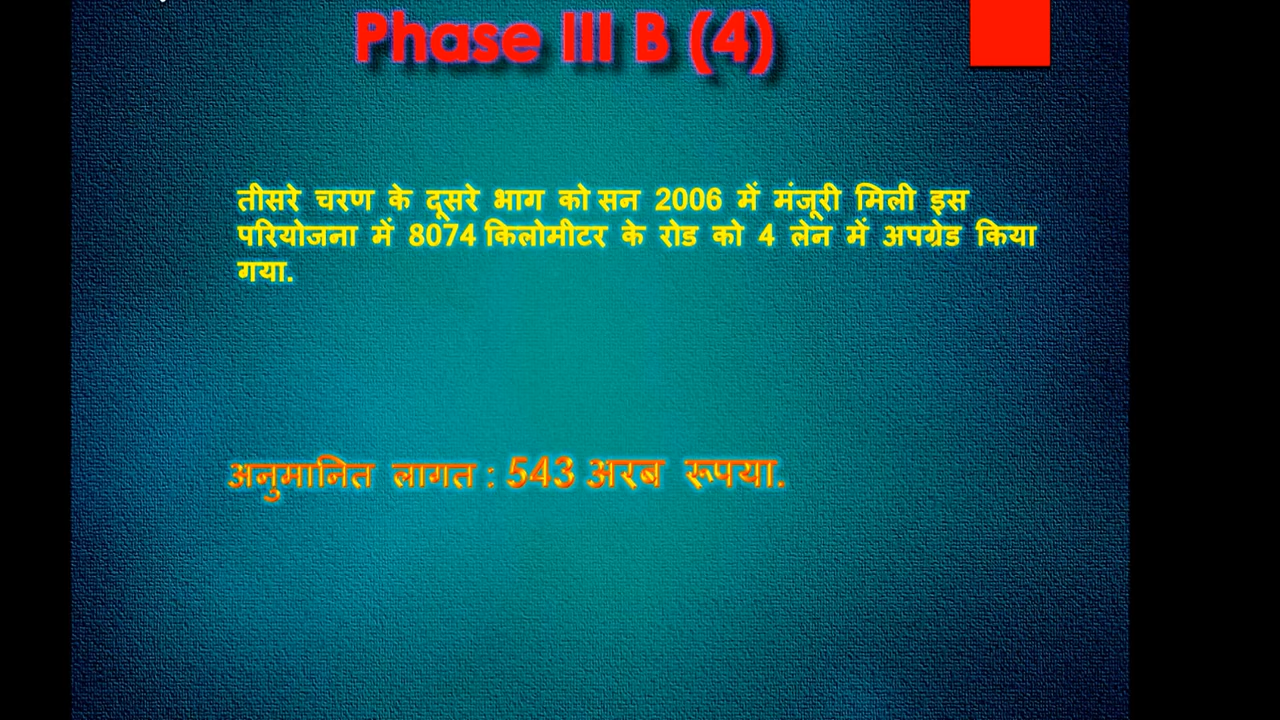 Phase III B (4)
तीसरे चरण के दूसरे भाग को सन 2006 में मंजूरी मिली इस
परियोजना में 8074 किलोमीटर के रोड को 4 लेन में अपग्रेड किया
गया.
अनुमानित लागत : 543 अरब रूपया.